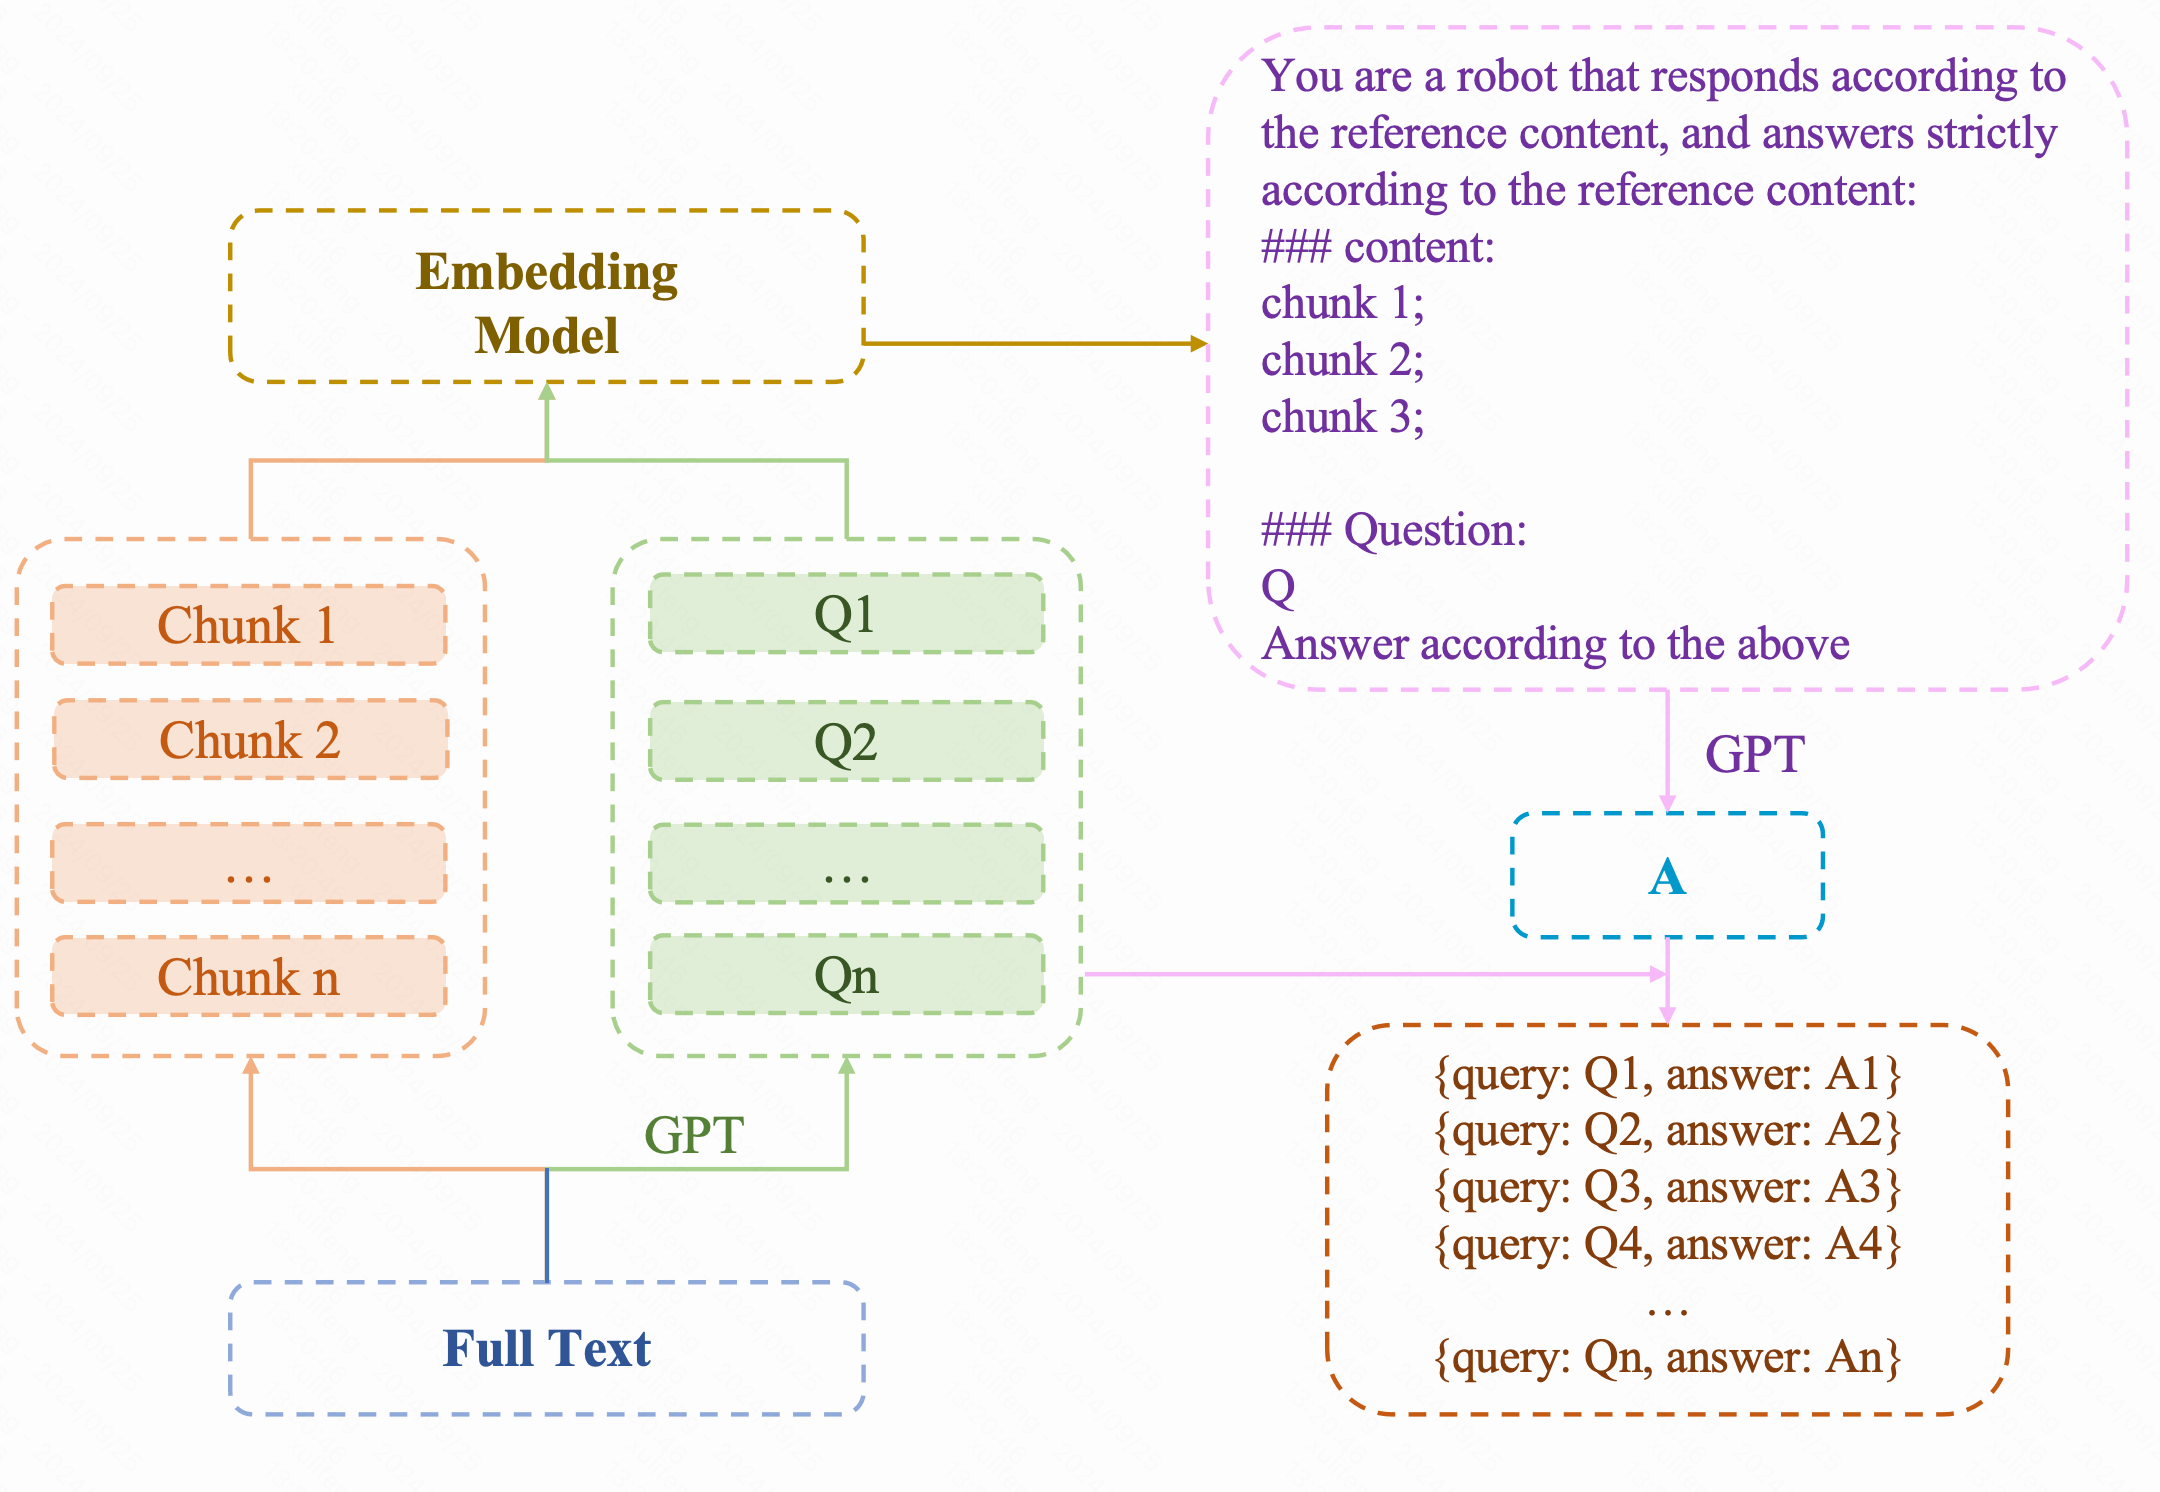 You are a robot that responds according to
the reference content, and answers strictly
according to the reference content:
### content:
chunk 1;
chunk 2;
chunk 3;
### Question:
Q
Answer according to the above
Embedding
Model
Chunk 1
Chunk 2
…
Chunk n
Q1
Q2
…
Qn
GPT
Full Text
GPT
A
{query: Q1, answer: A1}
{query: Q2, answer: A2}
{query: Q3, answer: A3}
{query: Q4, answer: A4}
…
{query: Qn, answer: An}